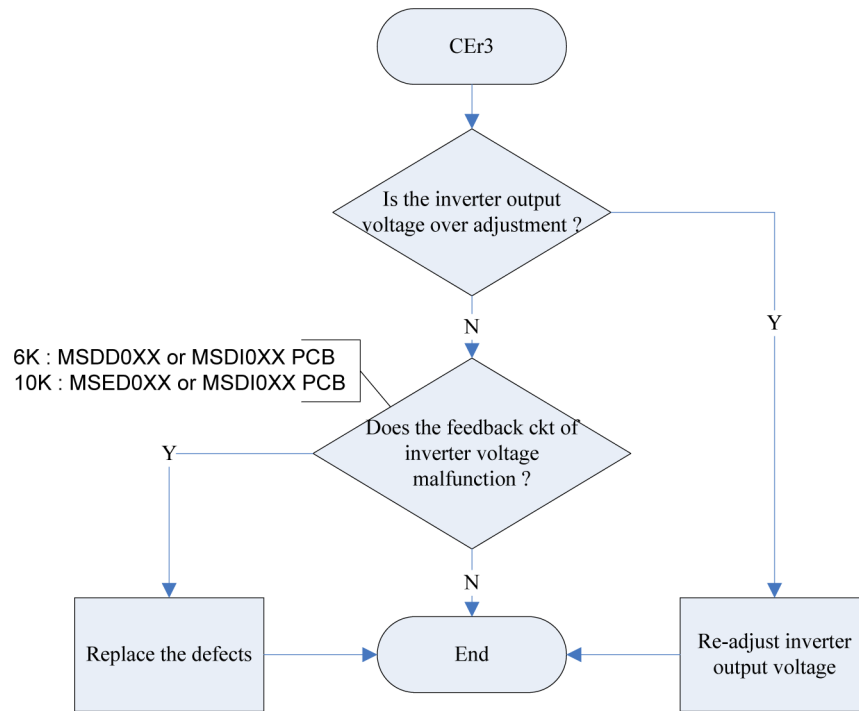 CEr3
Is the inverter output
voltage over adjustment ?
N
Y
6K : MSDD0XX or MSDI0XX PCB
10K : MSED0XX or MSDI0XX PCB
Does the feedback ckt of
inverter voltage
malfunction ?
Y
N
Replace the defects
End
Re-adjust inverter
output voltage